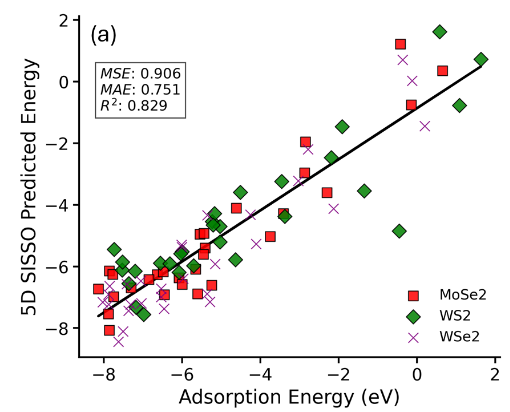 (a)
MSE: 0.906
MAE: 0.751
R²: 0.829
5D SISSO Predicted Energy
2
0
−2
−4
−6
−8
MoSe2
WS2
WSe2
−8 −6 −4 −2 0 2
Adsorption Energy (eV)